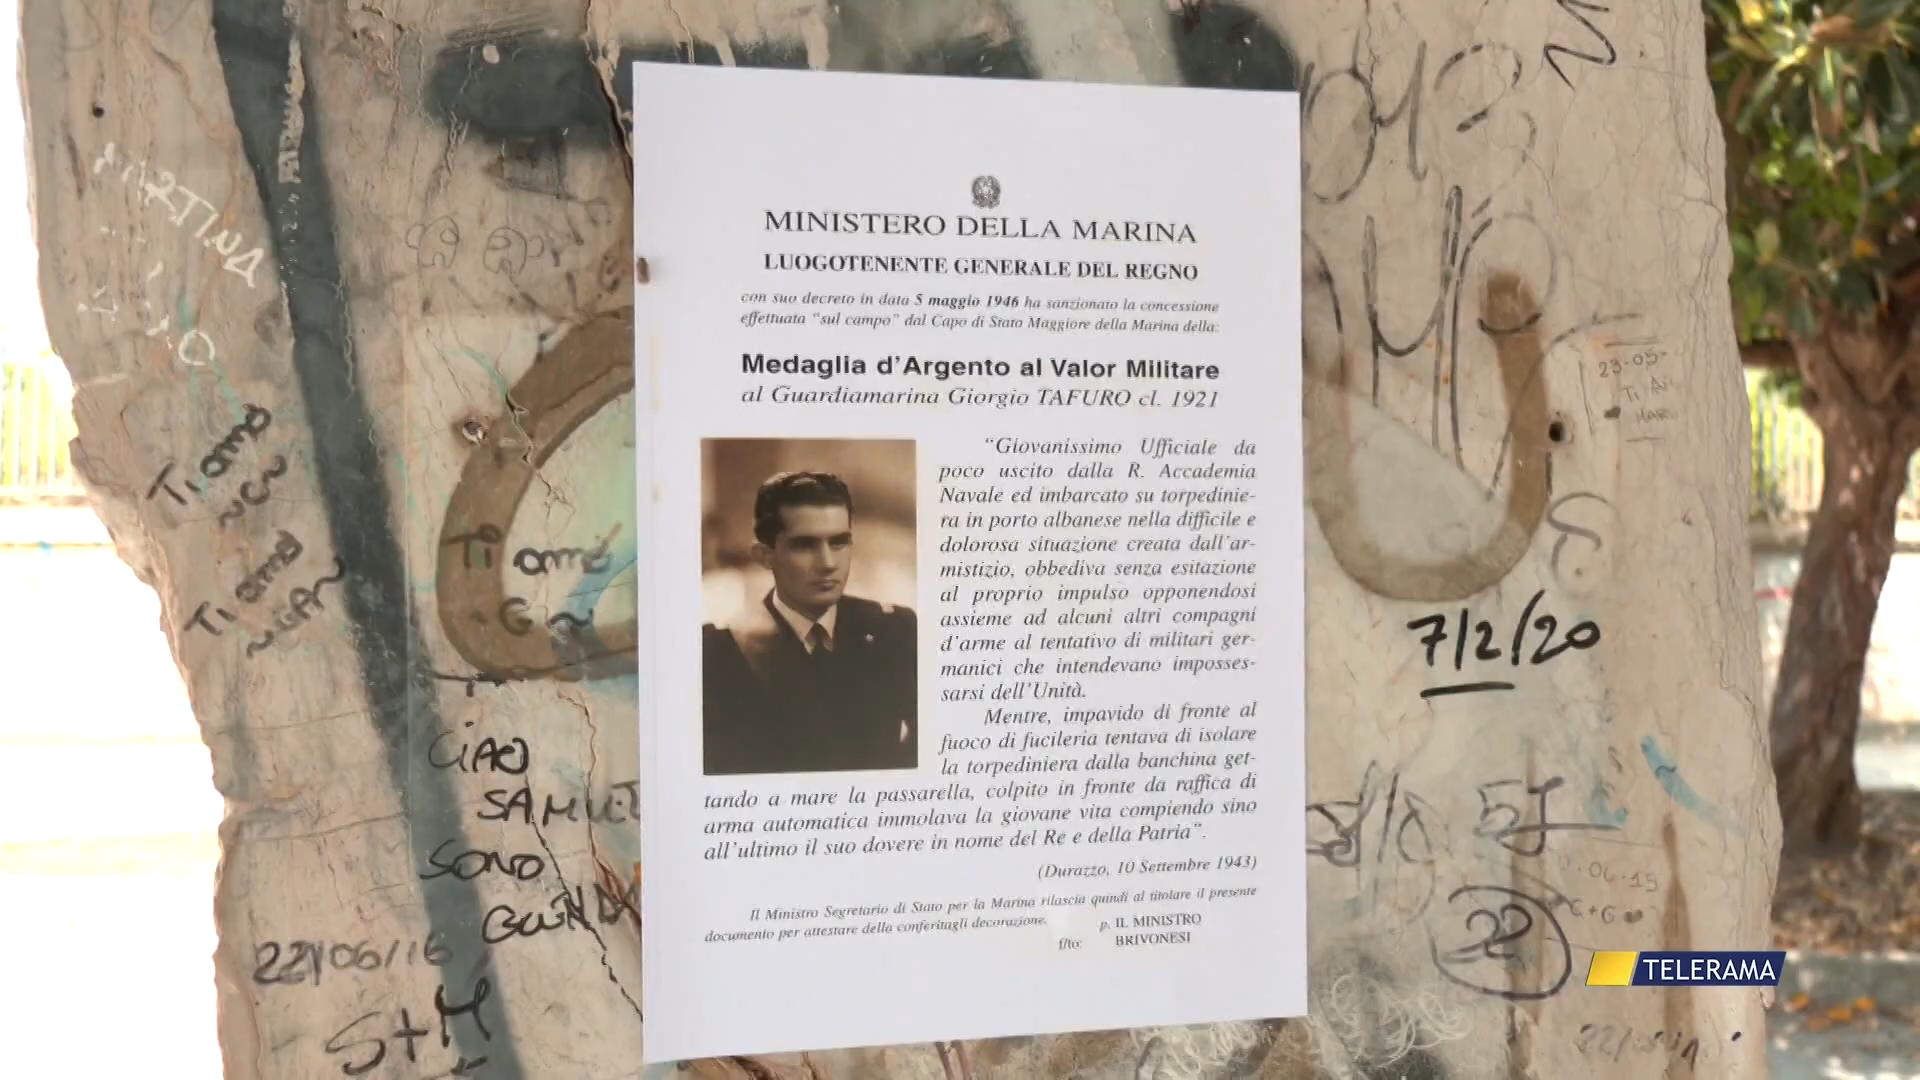 MINISTERO DELLA MARINA
LUOGOTENENTE GENERALE DEL REGNO
con suo decreto in data 5 maggio 1946 ha sanzionato la concessione
effettuata "sul campo" dal Capo di Stato Maggiore della Marina della:
Medaglia d'Argento al Valor Militare
al Guardiamarina Giorgio TAFURO cl. 1921
"Giovanissimo Ufficiale da
poco uscito dalla R. Accademia
Navale ed imbarcato su torpedinie-
ra in porto albanese nella difficile e
dolorosa situazione creata dall'ar-
mistizio, obbediva senza esitazione
al proprio impulso opponendosi
assieme ad alcuni altri compagni
d'arme al tentativo di militari ger-
manici che intendevano imposses-
sarsi dell'Unità.
Mentre, impavido di fronte al
fuoco di fucileria tentava di isolare
la torpediniera dalla banchina get-
tando a mare la passarella, colpito in fronte da raffica di
arma automatica immolava la giovane vita compiendo sino
all'ultimo il suo dovere in nome del Re e della Patria".
(Durazzo, 10 Settembre 1943)
Il Ministro Segretario di Stato per la Marina rilascia quindi al titolare il presente
documento per attestare della conferitagli decorazione.
p. IL MINISTRO
f/to: BRIVONESI
MARTINA
Ti amo
~G~
Ti amo
Ti amo
G~
CIAO
SAMUEL
SONO
22/06/16
S+M
7/2/20
23-05-
57
22
C+G
TELERAMA